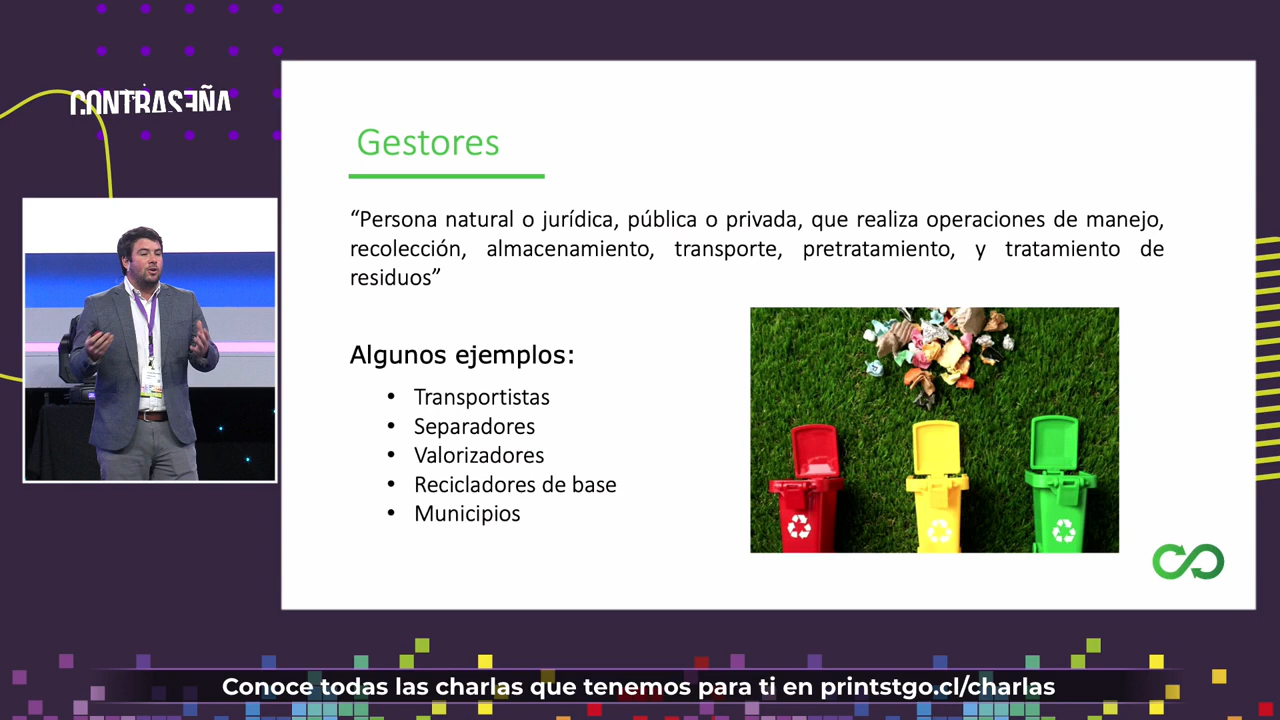 CONTRASEÑA
Gestores
“Persona natural o jurídica, pública o privada, que realiza operaciones de manejo,
recolección, almacenamiento, transporte, pretratamiento, y tratamiento de
residuos”
Algunos ejemplos:
• Transportistas
• Separadores
• Valorizadores
• Recicladores de base
• Municipios
Conoce todas las charlas que tenemos para ti en printstgo.cl/charlas